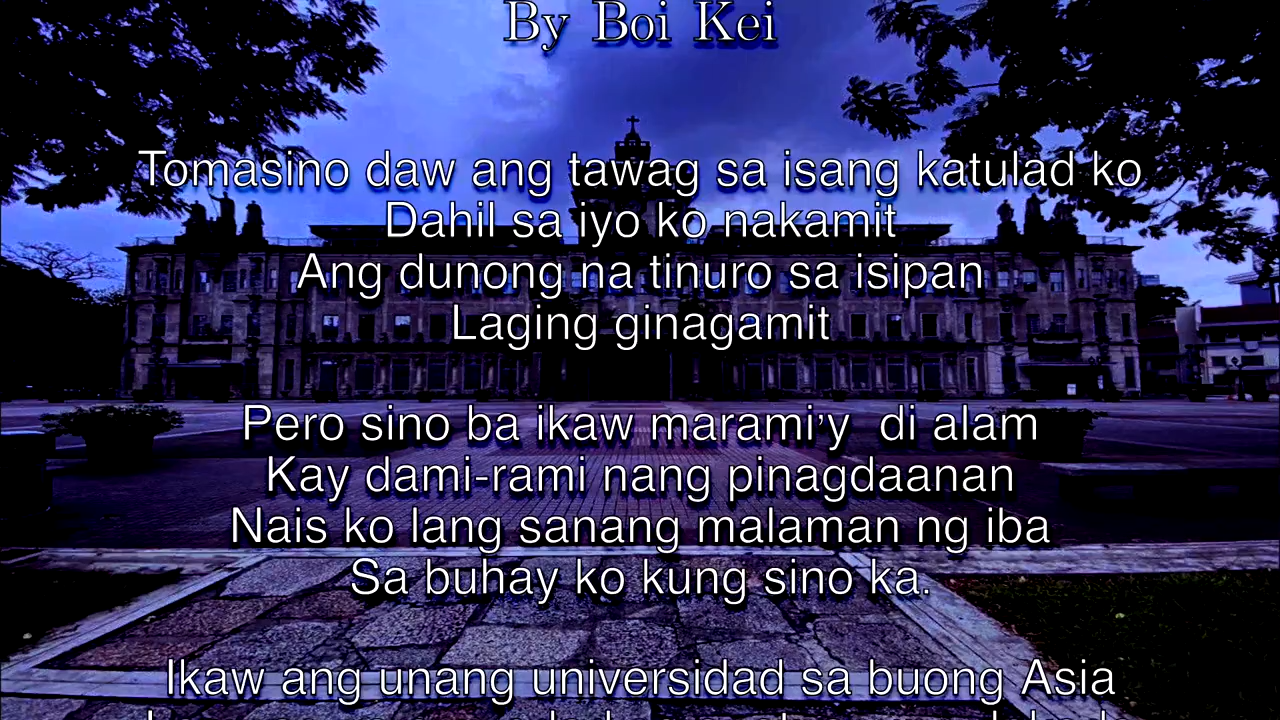 By Boi Kei
Tomasino daw ang tawag sa isang katulad ko
Dahil sa iyo ko nakamit
Ang dunong na tinuro sa isipan
Laging ginagamit
Pero sino ba ikaw marami’y di alam
Kay dami-rami nang pinagdaanan
Nais ko lang sanang malaman ng iba
Sa buhay ko kung sino ka.
Ikaw ang unang universidad sa buong Asia